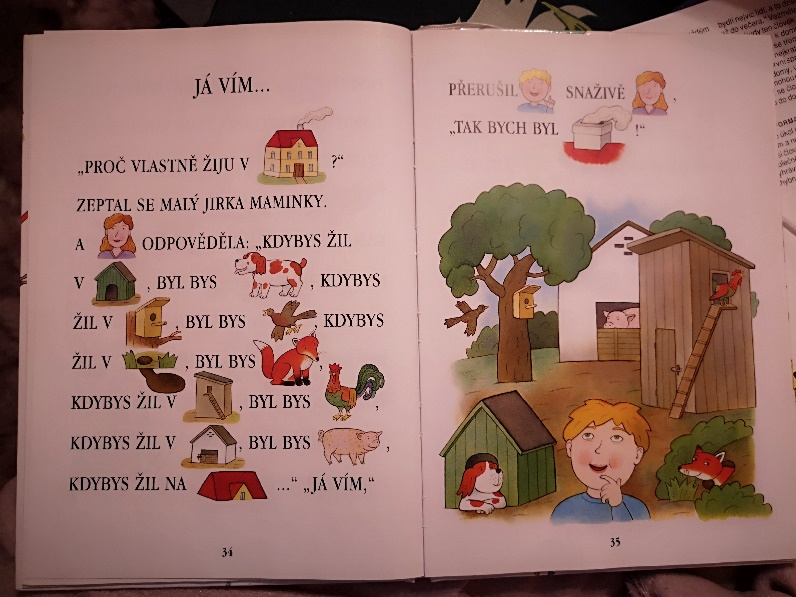 JÁ VÍM...
„PROČ VLASTNĚ ŽIJU V ?“
ZEPTAL SE MALÝ JIRKA MAMINKY.
A ODPOVĚDĚLA: „KDYBYS ŽIL
V , BYL BYS , KDYBYS
ŽIL V BYL BYS , KDYBYS
ŽIL V , BYL BYS ,
KDYBYS ŽIL V , BYL BYS ,
KDYBYS ŽIL V , BYL BYS ,
KDYBYS ŽIL NA ...“ „JÁ VÍM,“
34
PŘERUŠIL SNAŽIVĚ ,
„TAK BYCH BYL !“
35